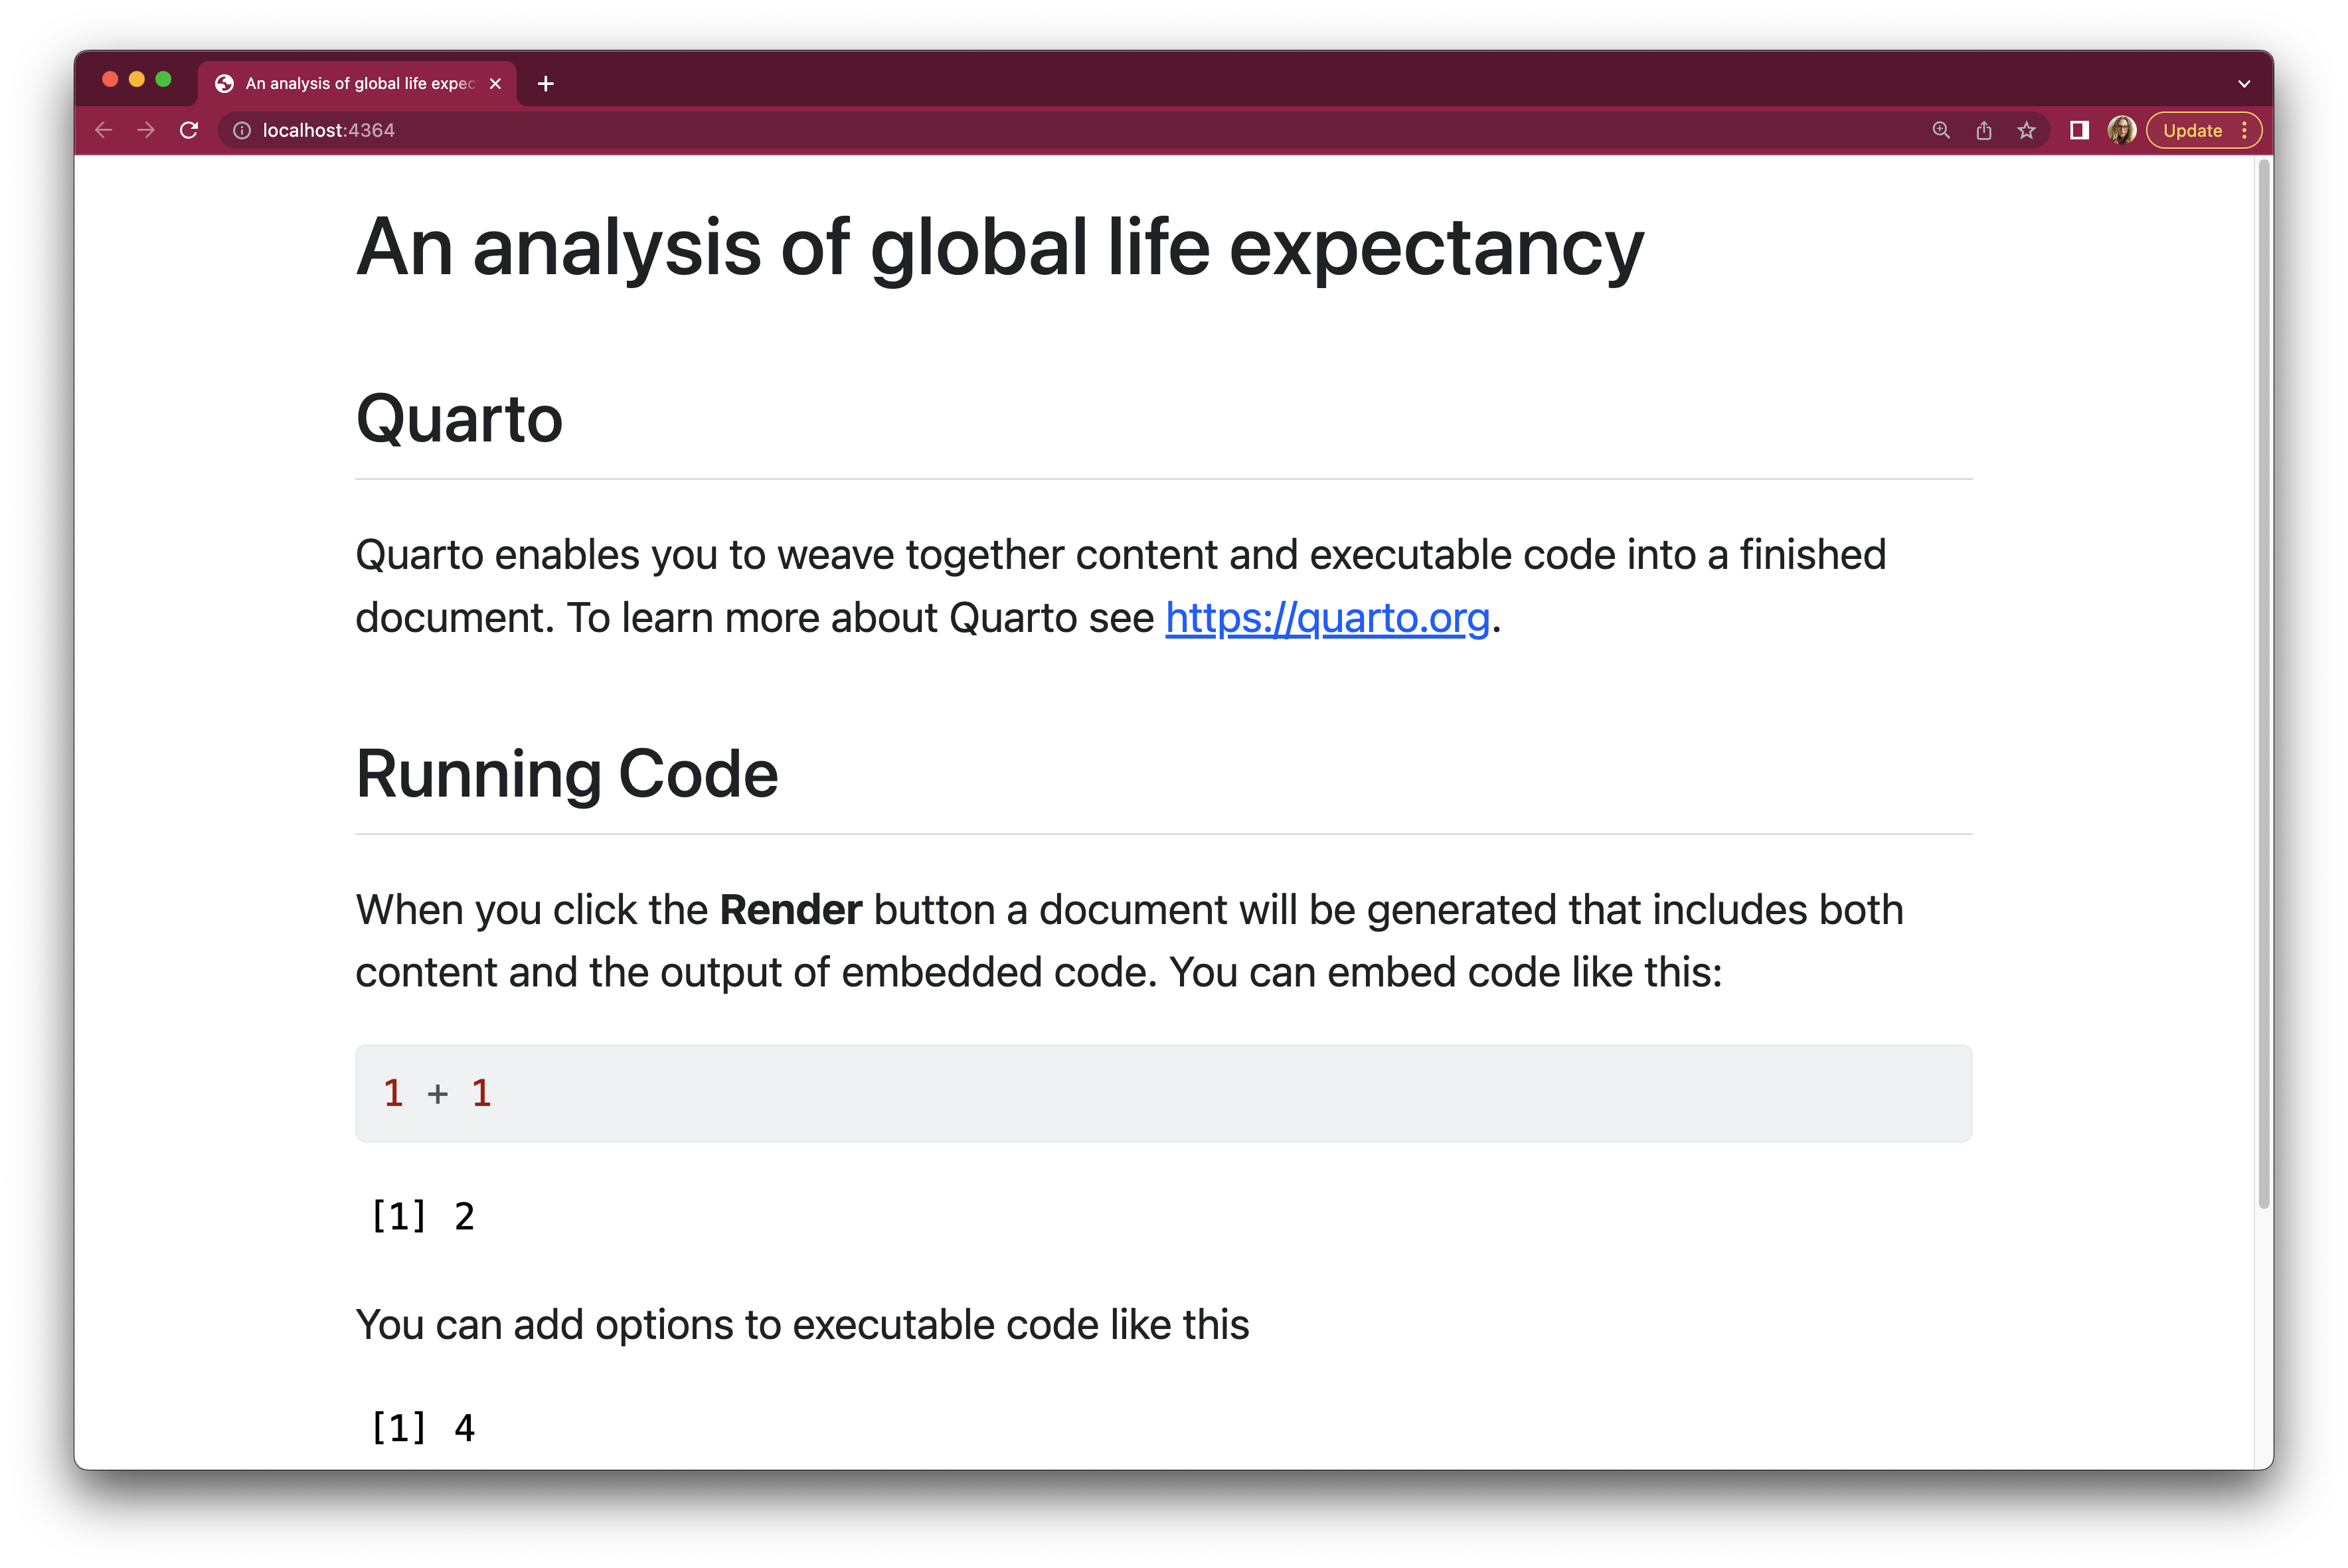 An analysis of global life expec
localhost:4364
Update
An analysis of global life expectancy
Quarto
Quarto enables you to weave together content and executable code into a finished
document. To learn more about Quarto see https://quarto.org.
Running Code
When you click the Render button a document will be generated that includes both
content and the output of embedded code. You can embed code like this:
1 + 1
[1] 2
You can add options to executable code like this
[1] 4